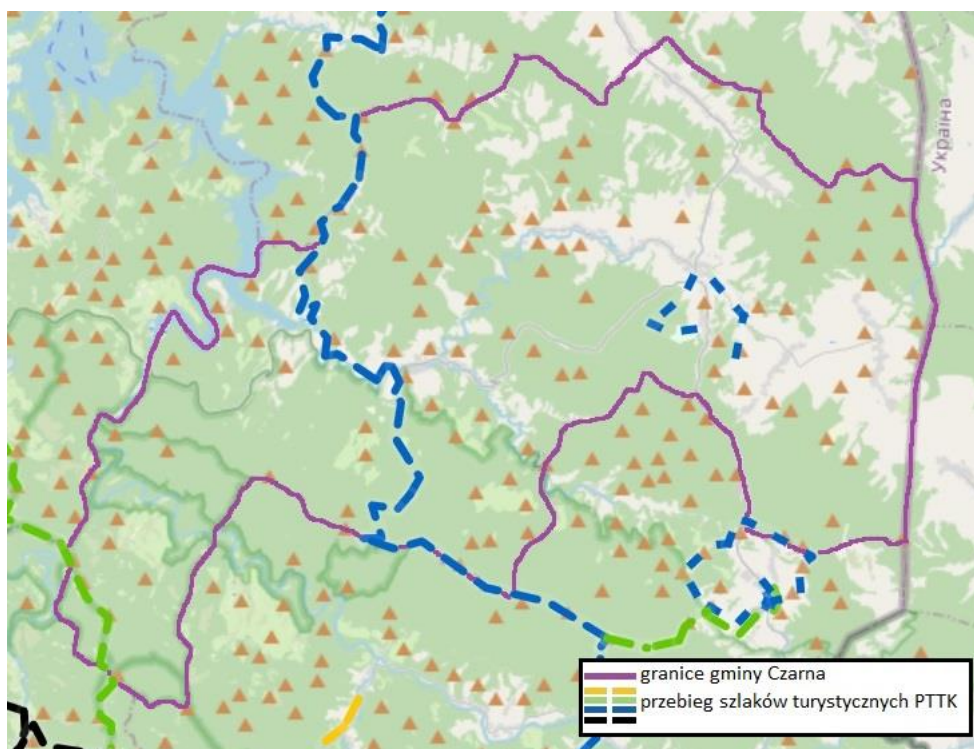 Україна
granice gminy Czarna
przebieg szlaków turystycznych PTTK